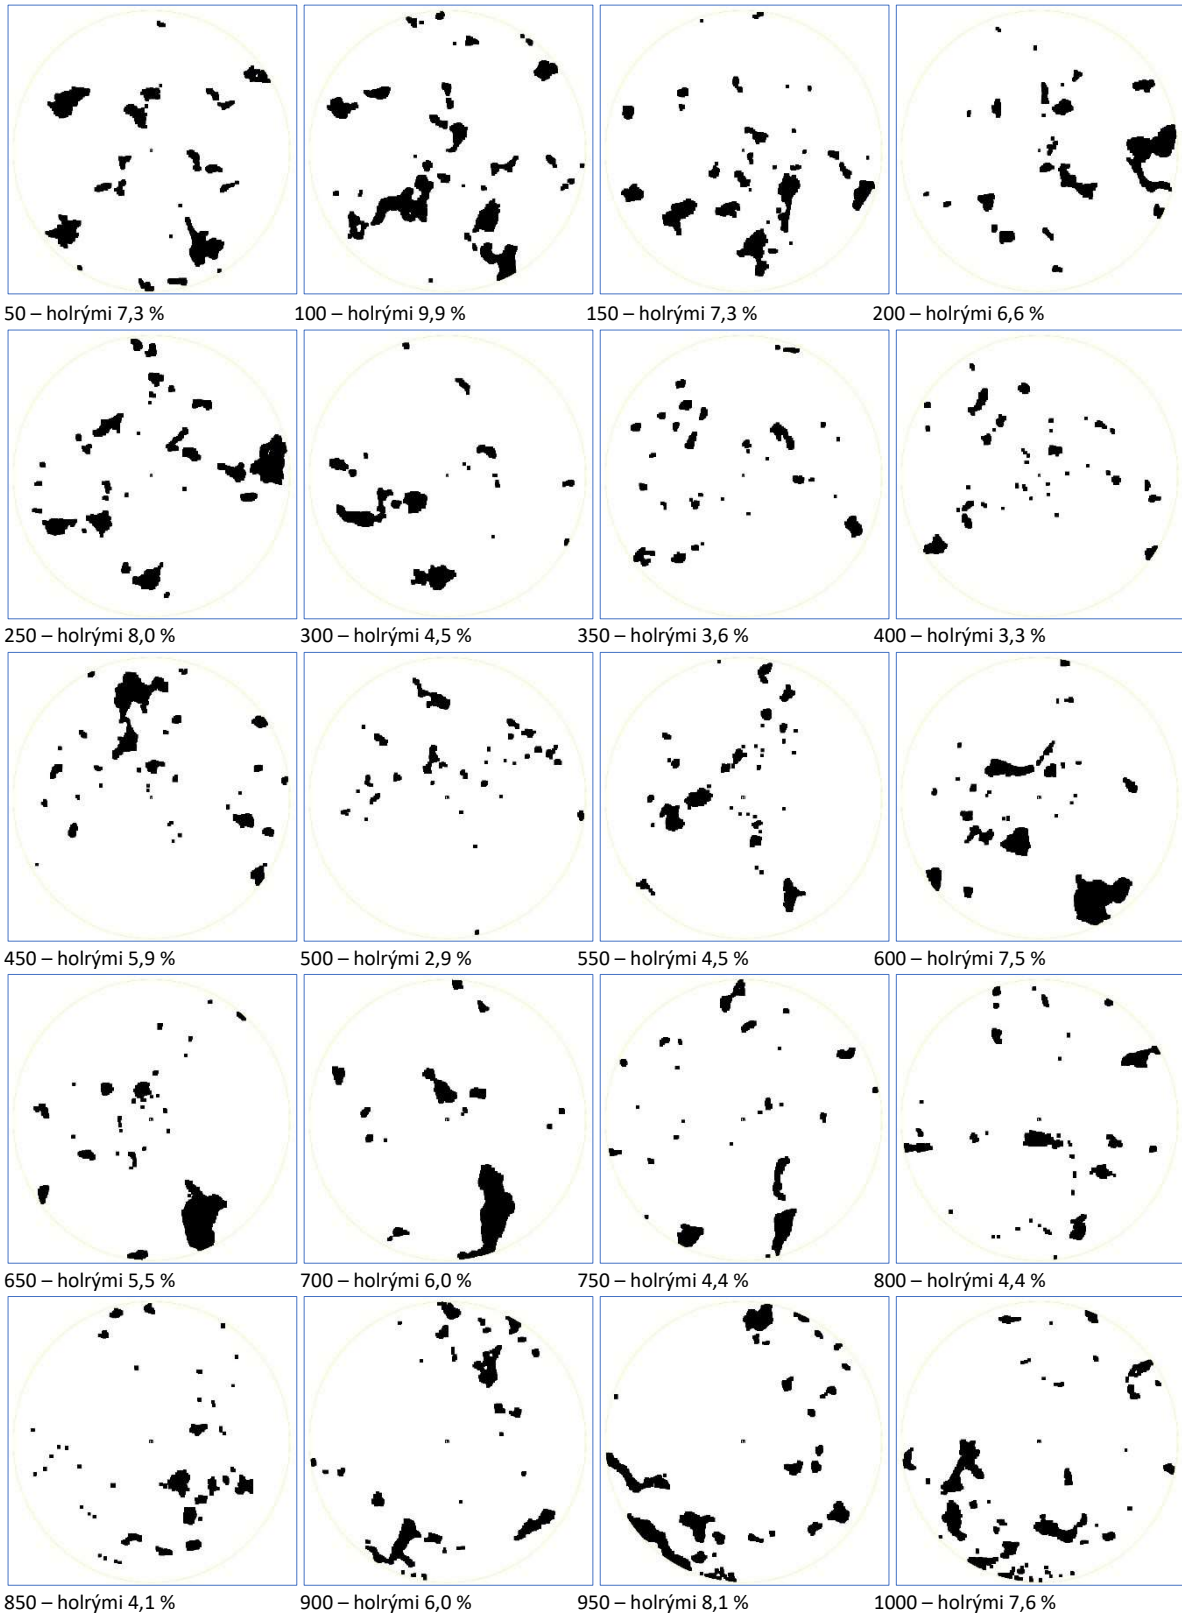 50 – holrými 7,3 %
100 – holrými 9,9 %
150 – holrými 7,3 %
200 – holrými 6,6 %
250 – holrými 8,0 %
300 – holrými 4,5 %
350 – holrými 3,6 %
400 – holrými 3,3 %
450 – holrými 5,9 %
500 – holrými 2,9 %
550 – holrými 4,5 %
600 – holrými 7,5 %
650 – holrými 5,5 %
700 – holrými 6,0 %
750 – holrými 4,4 %
800 – holrými 4,4 %
850 – holrými 4,1 %
900 – holrými 6,0 %
950 – holrými 8,1 %
1000 – holrými 7,6 %